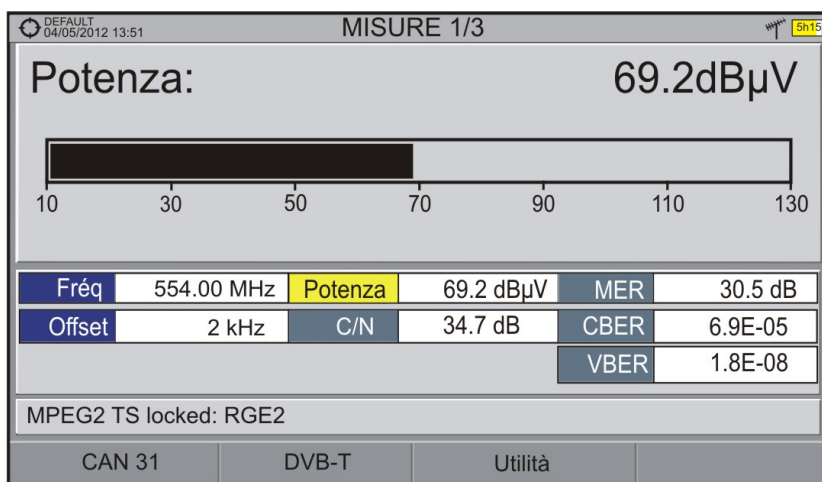 DEFAULT
04/05/2012 13:51
MISURE 1/3
5h15
Potenza:
69.2dBµV
10 30 50 70 90 110 130
Fréq 554.00 MHz Potenza 69.2 dBµV MER 30.5 dB
Offset 2 kHz C/N 34.7 dB CBER 6.9E-05
VBER 1.8E-08
MPEG2 TS locked: RGE2
CAN 31 DVB-T Utilità